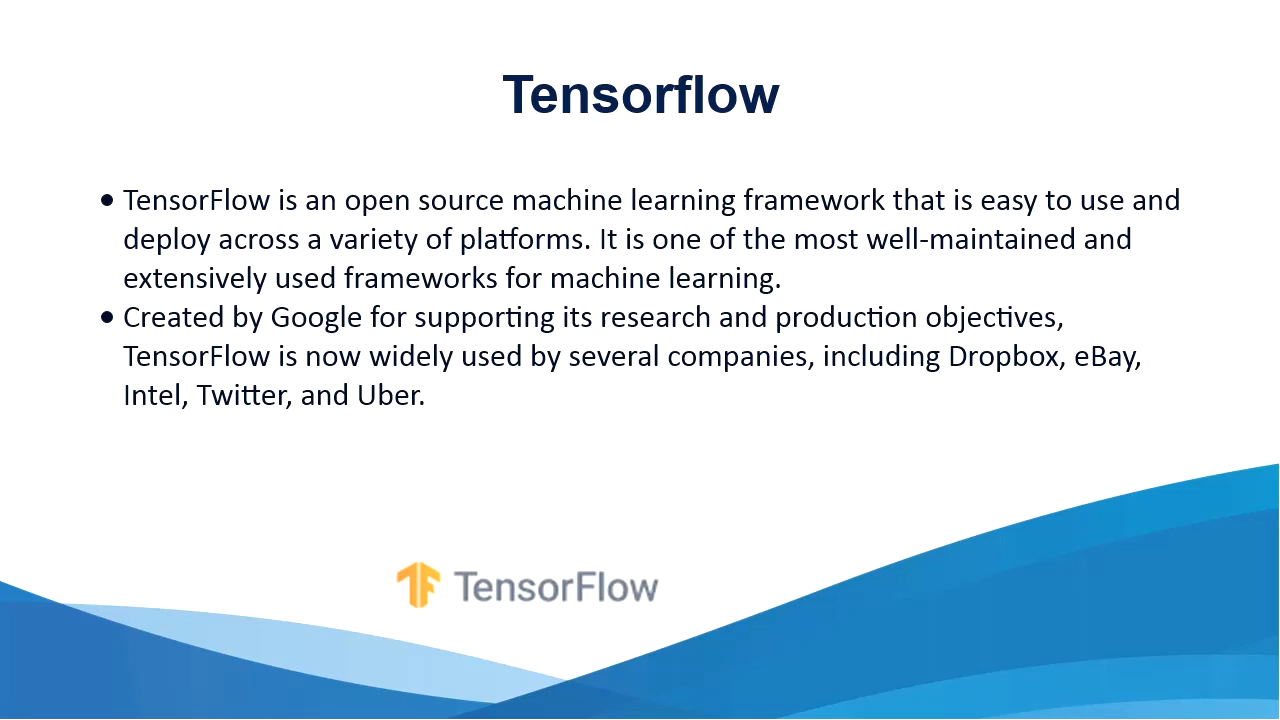 Tensorflow
• TensorFlow is an open source machine learning framework that is easy to use and
deploy across a variety of platforms. It is one of the most well-maintained and
extensively used frameworks for machine learning.
• Created by Google for supporting its research and production objectives,
TensorFlow is now widely used by several companies, including Dropbox, eBay,
Intel, Twitter, and Uber.
TensorFlow